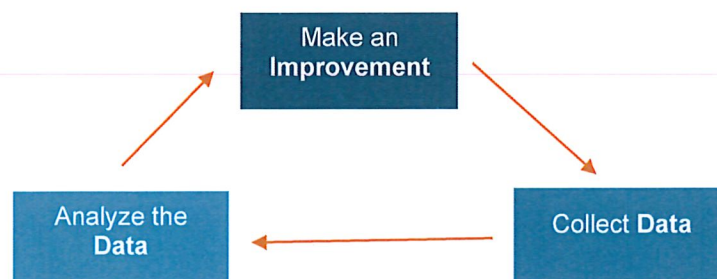 Make an
Improvement
Analyze the
Data
Collect Data